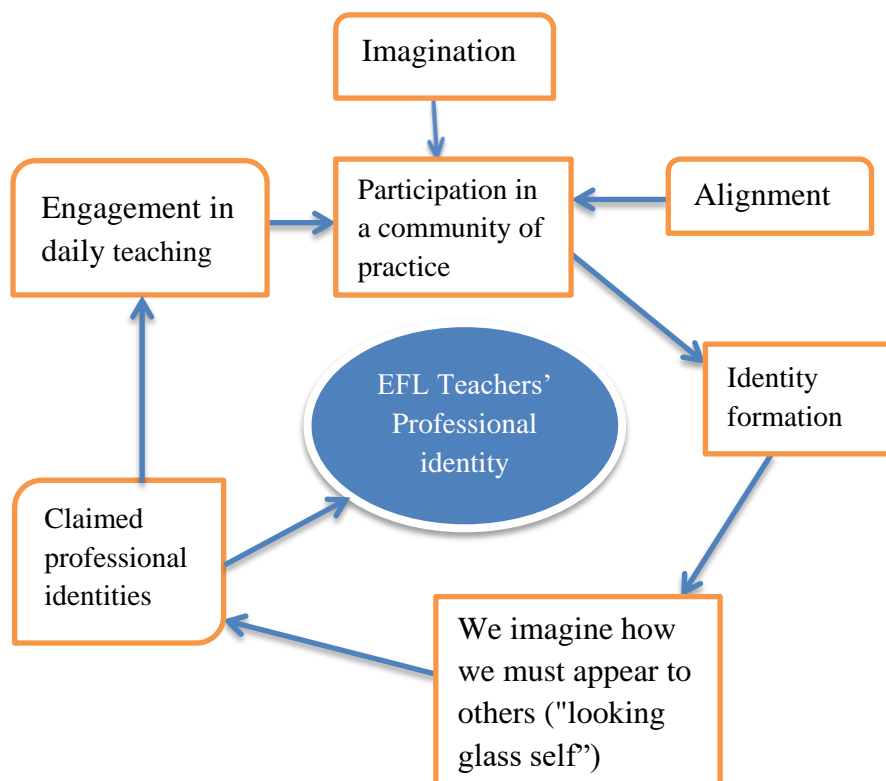 Imagination
Engagement in
daily teaching
Participation in
a community of
practice
Alignment
EFL Teachers’
Professional
identity
Identity
formation
Claimed
professional
identities
We imagine how
we must appear to
others ("looking
glass self”)